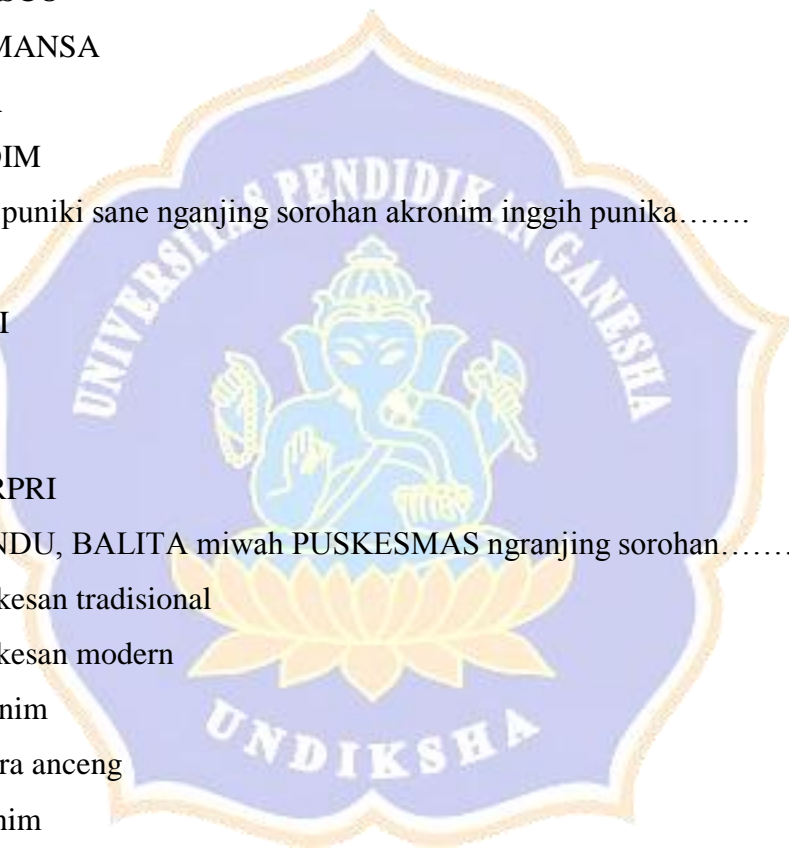 MANSA
puniki sane nganjing sorohan akronim inggih punika…….
RPRI
NDU, BALITA miwah PUSKESMAS ngranjing sorohan…….
kesan tradisional
kesan modern
nim
ra anceng
nim
UNIVERSITAS PENDIDIKAN GANESHA
UNDIKSHA